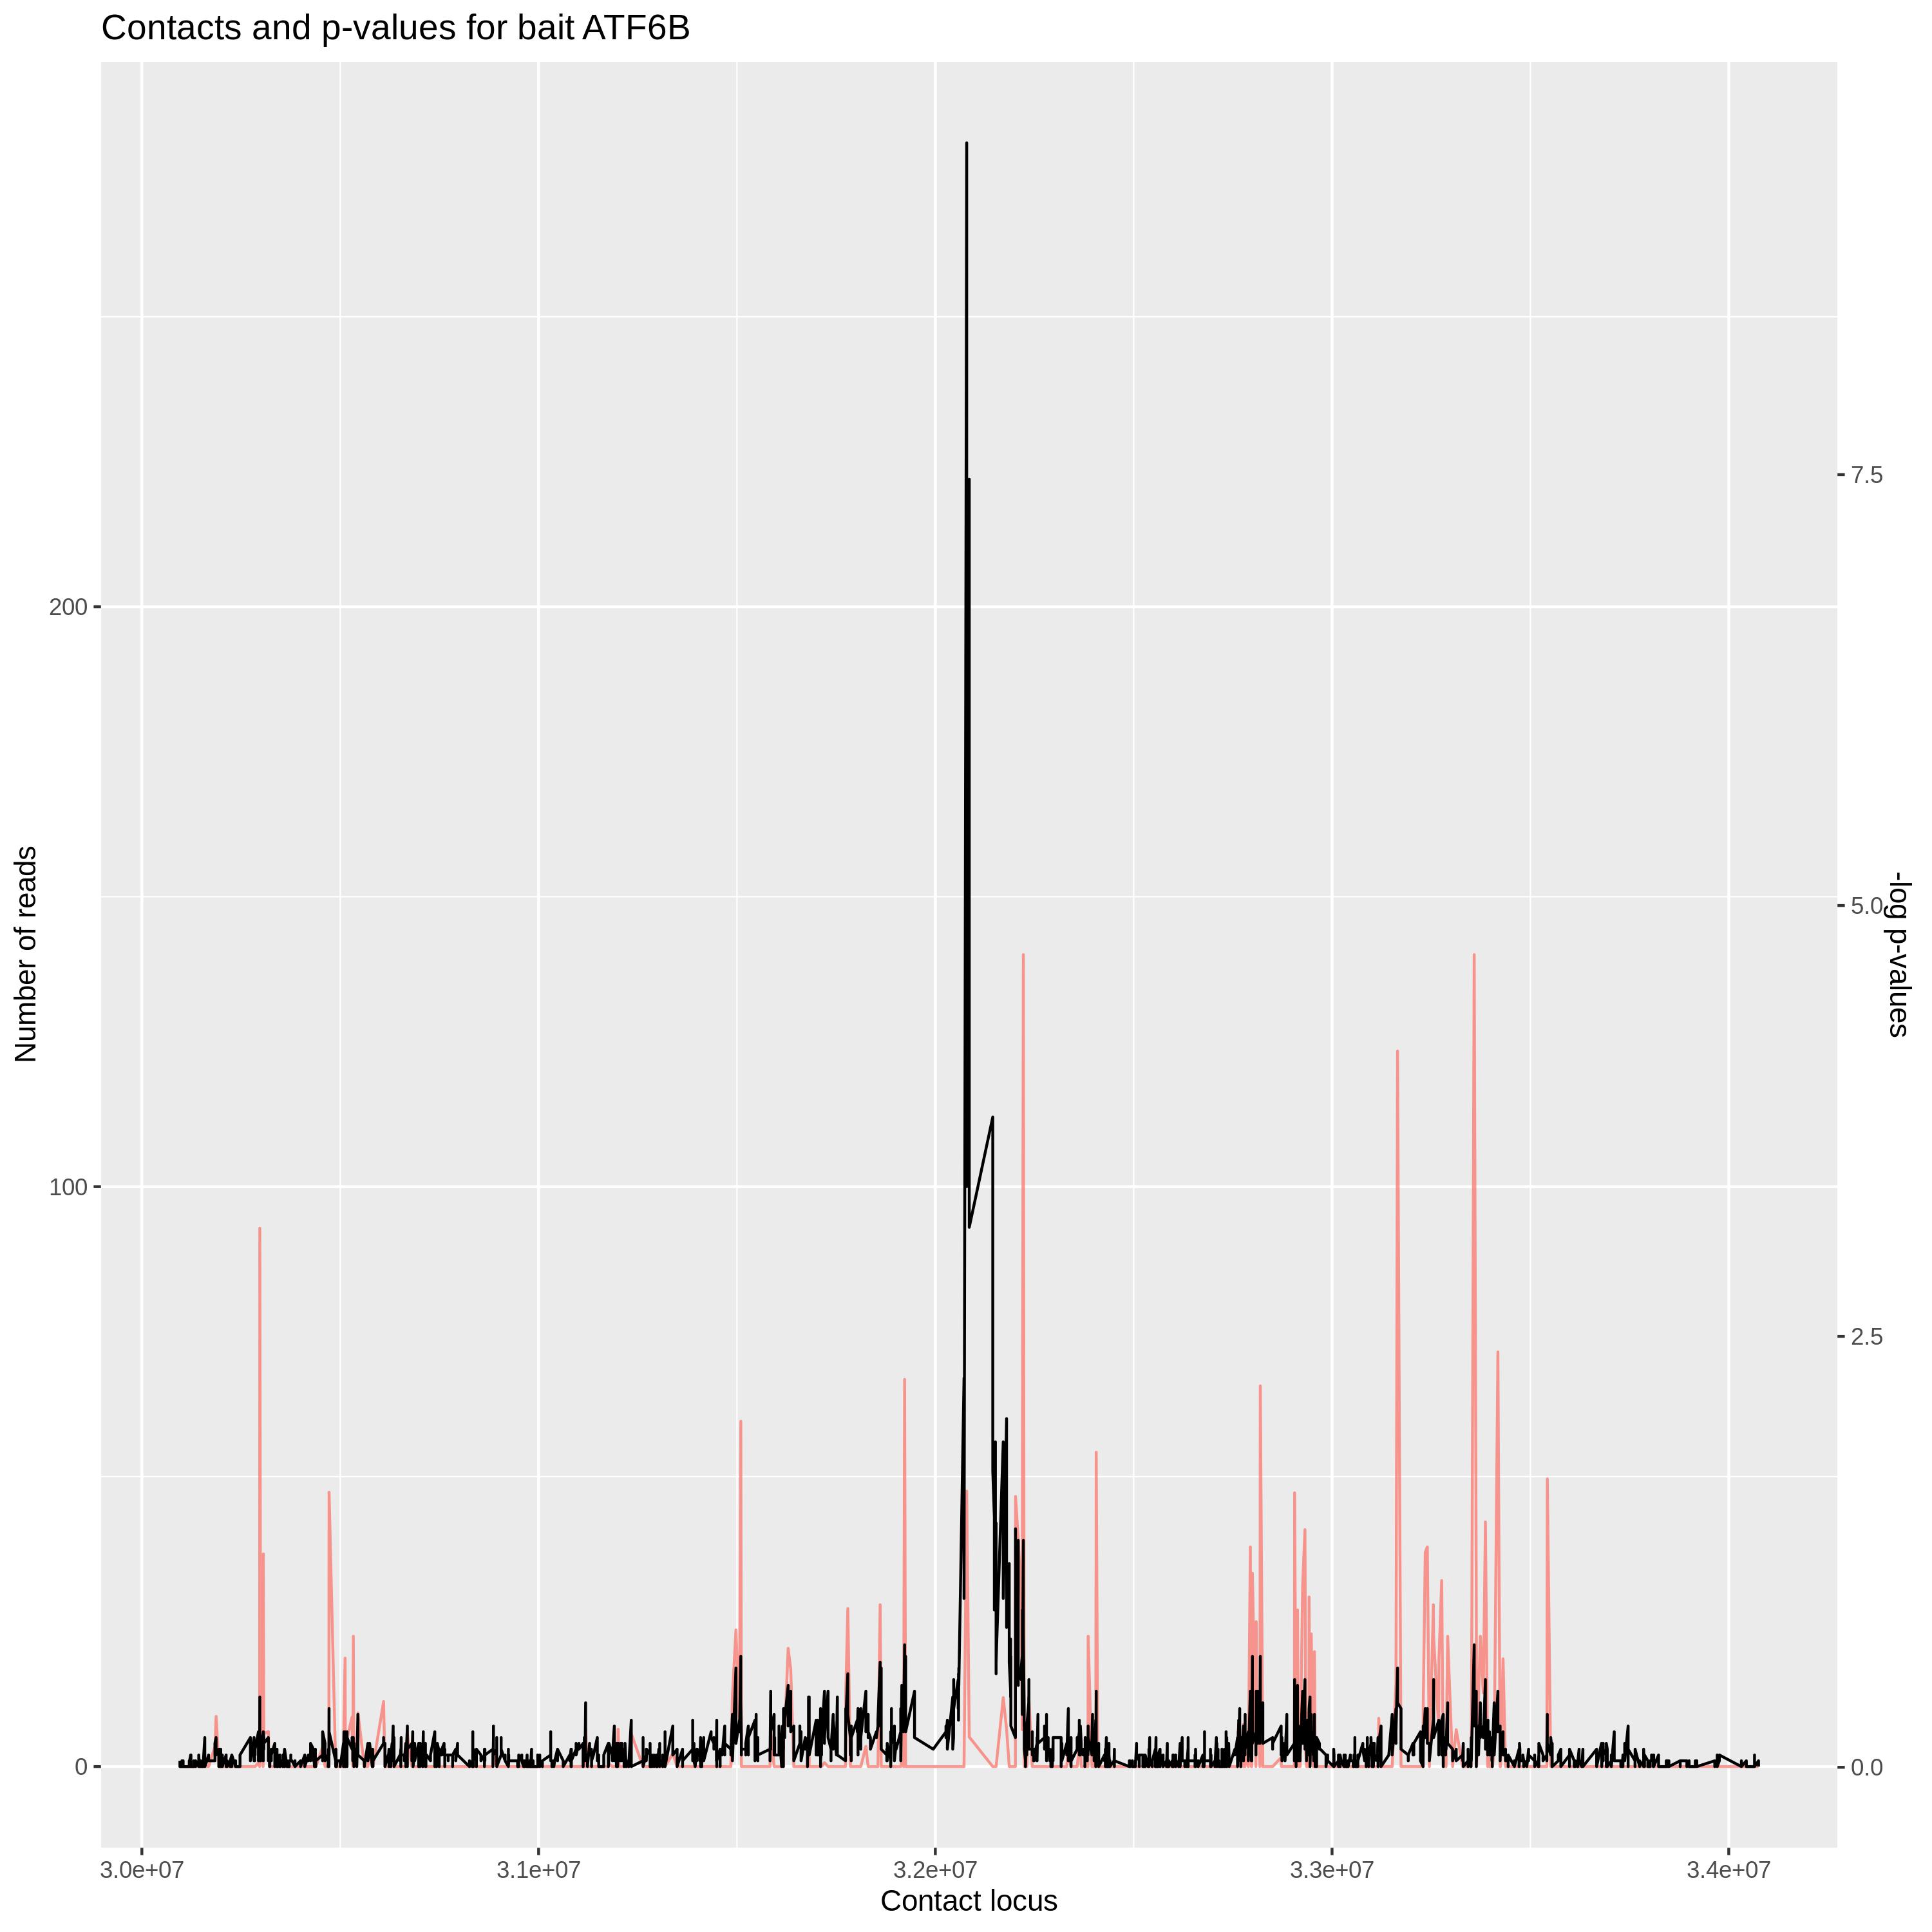 Contacts and p-values for bait ATF6B
Number of reads
200
100
0
7.5
5.0
2.5
0.0
-log p-values
3.0e+07
3.1e+07
3.2e+07
3.3e+07
3.4e+07
Contact locus